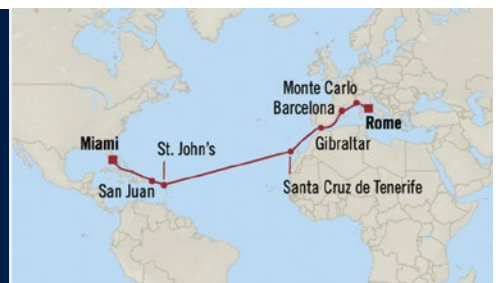 Monte Carlo
Barcelona
Rome
Miami
St. John's
Gibraltar
San Juan
Santa Cruz de Tenerife